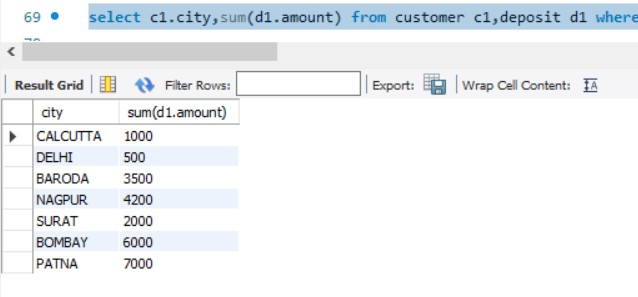 69 select c1.city,sum(d1.amount) from customer c1,deposit d1 where
Result Grid Filter Rows: Export: Wrap Cell Content: IA
city sum(d1.amount)
CALCUTTA 1000
DELHI 500
BARODA 3500
NAGPUR 4200
SURAT 2000
BOMBAY 6000
PATNA 7000